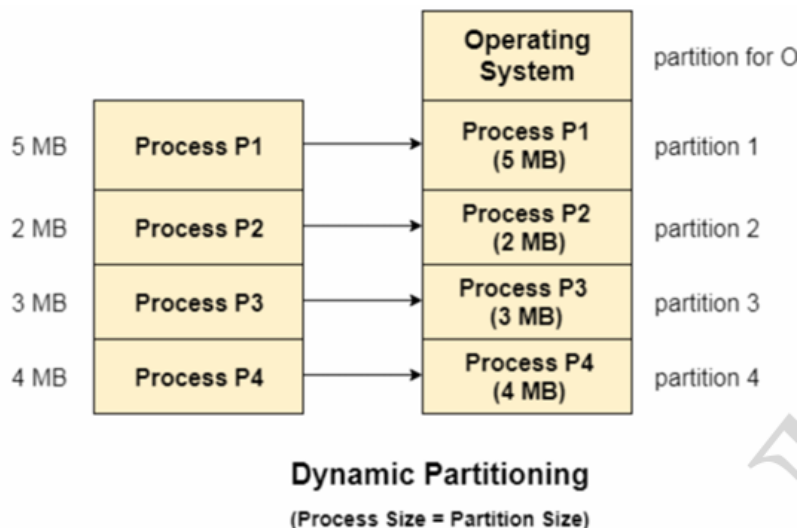 Operating
System
partition for O
5 MB
Process P1
Process P1
(5 MB)
partition 1
2 MB
Process P2
Process P2
(2 MB)
partition 2
3 MB
Process P3
Process P3
(3 MB)
partition 3
4 MB
Process P4
Process P4
(4 MB)
partition 4
Dynamic Partitioning
(Process Size = Partition Size)